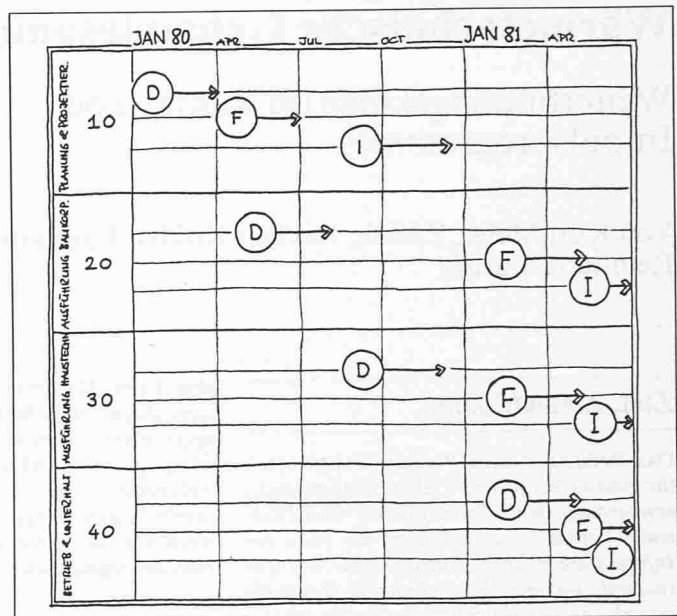 JAN 80 APR JUL OCT JAN 81 APR
PLANUNG & PROJEKTIER.
10
D
F
I
AUSFÜHRUNG BAUKÖRP.
20
D
F
I
AUSFÜHRUNG HAUSTECHN.
30
D
F
I
BETRIEB & UNTERHALT
40
D
F
I